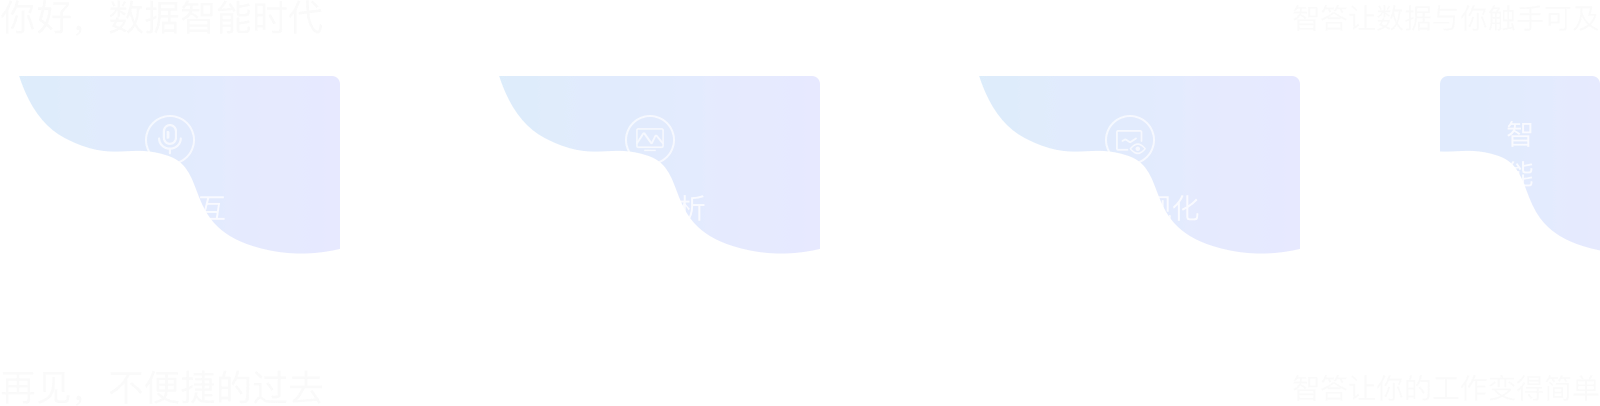 你好，数据智能时代
智答让数据与你触手可及
互
析
视化
智
能
再见，不便捷的过去
智答让你的工作变得简单